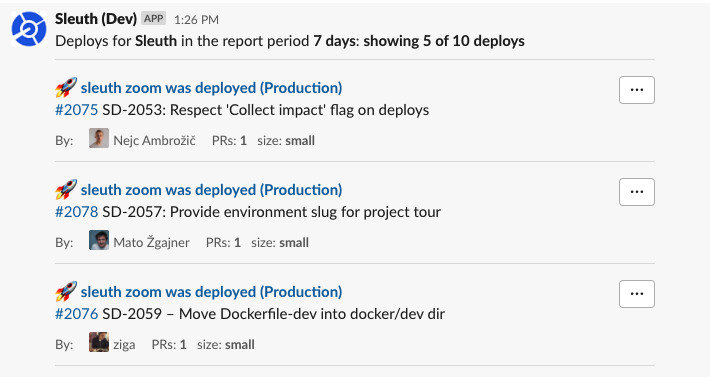 Sleuth (Dev) APP 1:26 PM
Deploys for Sleuth in the report period 7 days: showing 5 of 10 deploys
sleuth zoom was deployed (Production)
#2075 SD-2053: Respect 'Collect impact' flag on deploys
By: Nejc Ambrožič PRs: 1 size: small
sleuth zoom was deployed (Production)
#2078 SD-2057: Provide environment slug for project tour
By: Mato Žgajner PRs: 1 size: small
sleuth zoom was deployed (Production)
#2076 SD-2059 – Move Dockerfile-dev into docker/dev dir
By: ziga PRs: 1 size: small